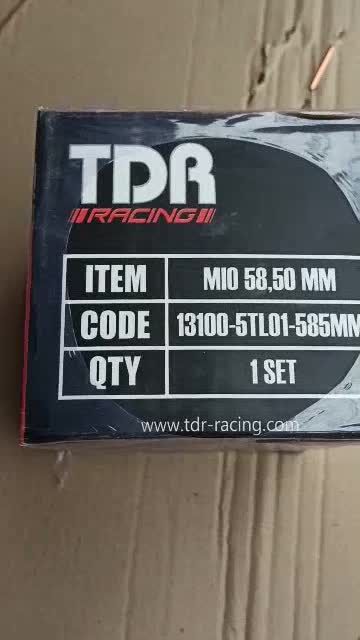 TDR
RACING
ITEM MIO 58,50 MM
CODE 13100-5TL01-585MM
QTY 1 SET
www.tdr-racing.com